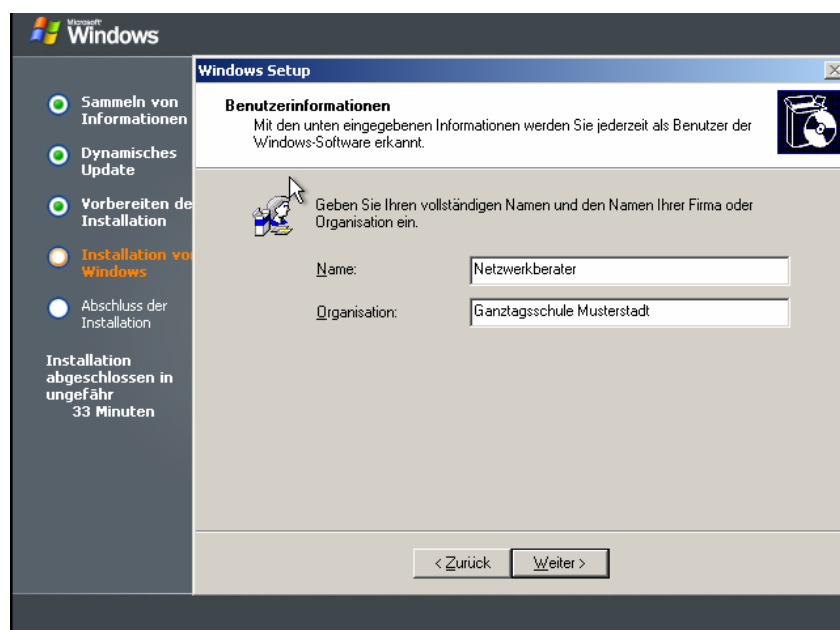 Microsoft
Windows
Sammeln von
Informationen
Dynamisches
Update
Vorbereiten de
Installation
Installation vo
Windows
Abschluss der
Installation
Installation
abgeschlossen in
ungefähr
33 Minuten
Windows Setup
Benutzerinformationen
Mit den unten eingegebenen Informationen werden Sie jederzeit als Benutzer der
Windows-Software erkannt.
Geben Sie Ihren vollständigen Namen und den Namen Ihrer Firma oder
Organisation ein.
Name: Netzwerkberater
Organisation: Ganztagsschule Musterstadt
< Zurück Weiter >